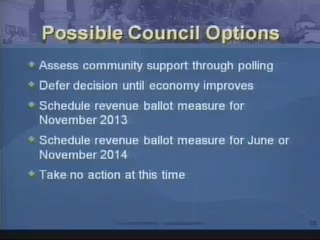 Possible Council Options
Assess community support through polling
Defer decision until economy improves
Schedule revenue ballot measure for
November 2013
Schedule revenue ballot measure for June or
November 2014
Take no action at this time